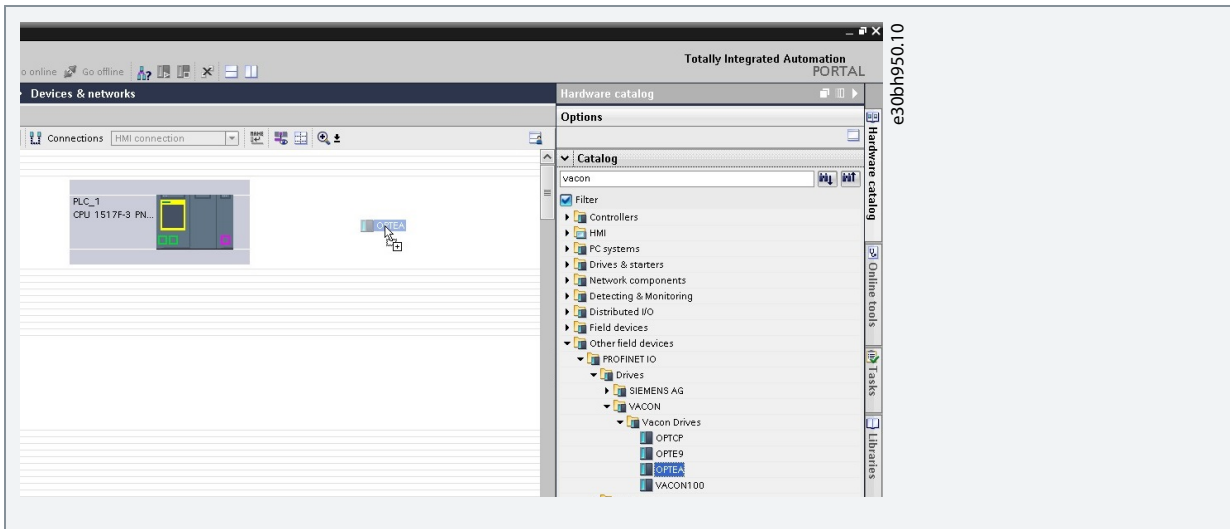 Totally Integrated Automation
PORTAL
o online Go offline
Devices & networks
Connections HMI connection
PLC_1
CPU 1517F-3 PN...
OPTEA
Hardware catalog
Options
Catalog
vacon
Filter
Controllers
HMI
PC systems
Drives & starters
Network components
Detecting & Monitoring
Distributed I/O
Field devices
Other field devices
PROFINET IO
Drives
SIEMENS AG
VACON
Vacon Drives
OPTCP
OPTE9
OPTEA
VACON100
Hardware catalog
Online tools
Tasks
Libraries
e30bh950.10